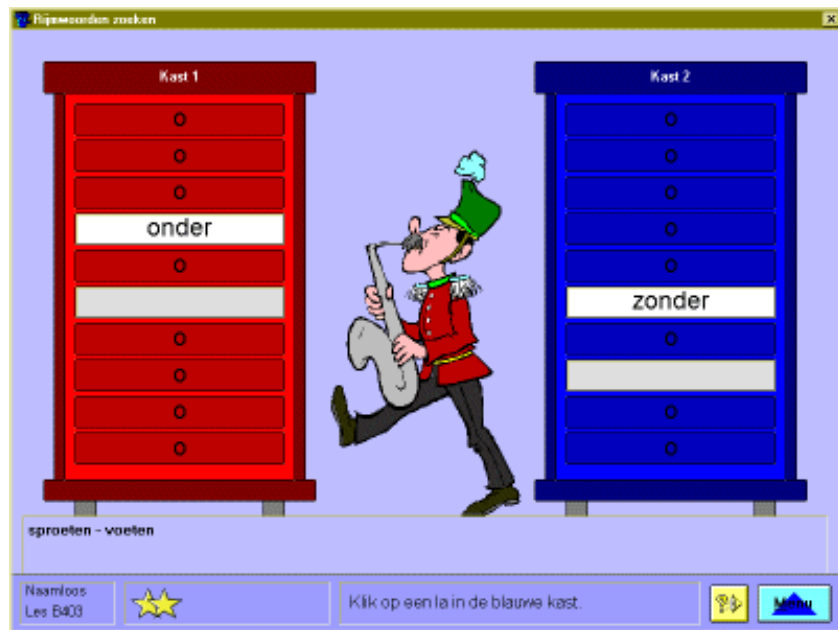 Rijmwoorden zoeken
Kast 1
Kast 2
onder
zonder
sproeten - voeten
Naamloos
Les B403
Klik op een la in de blauwe kast.
Menu